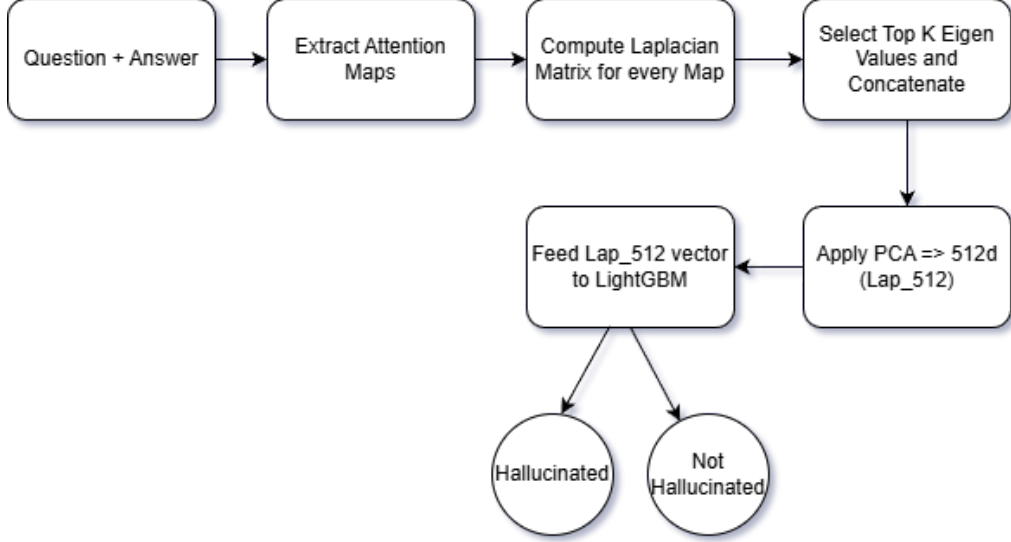 Question + Answer
Extract Attention
Maps
Compute Laplacian
Matrix for every Map
Select Top K Eigen
Values and
Concatenate
Apply PCA => 512d
(Lap_512)
Feed Lap_512 vector
to LightGBM
Hallucinated
Not
Hallucinated